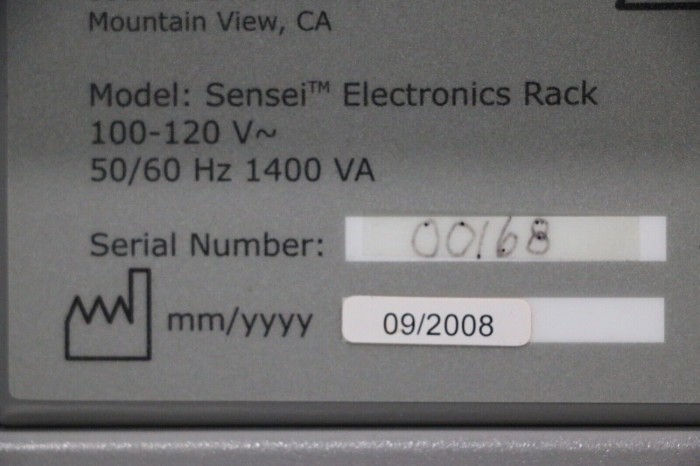 Mountain View, CA
Model: Sensei™ Electronics Rack
100-120 V~
50/60 Hz 1400 VA
Serial Number: 00168
mm/yyyy 09/2008